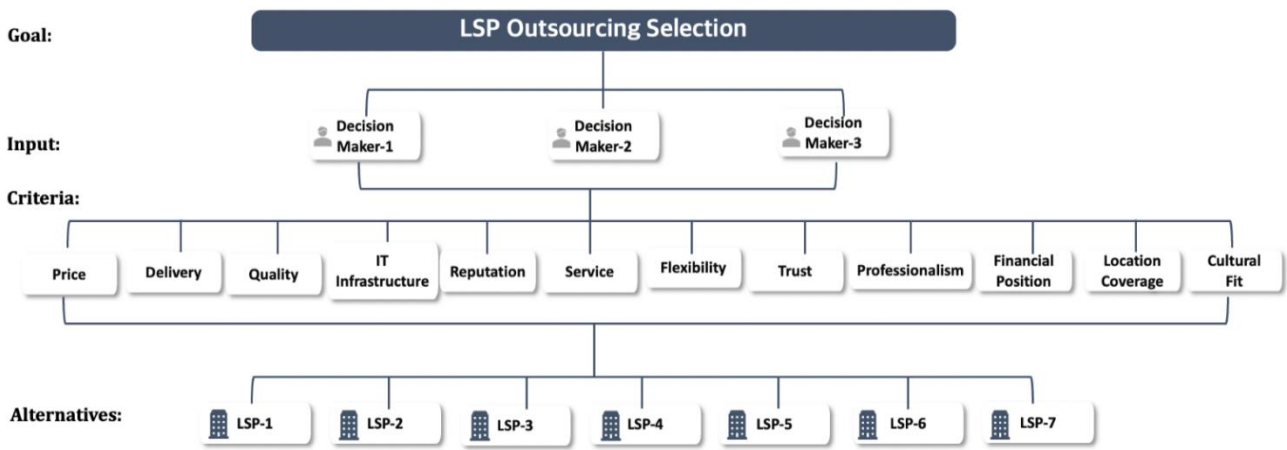 Goal:
LSP Outsourcing Selection
Input:
Decision
Maker-1
Decision
Maker-2
Decision
Maker-3
Criteria:
Price
Delivery
Quality
IT
Infrastructure
Reputation
Service
Flexibility
Trust
Professionalism
Financial
Position
Location
Coverage
Cultural
Fit
Alternatives:
LSP-1
LSP-2
LSP-3
LSP-4
LSP-5
LSP-6
LSP-7